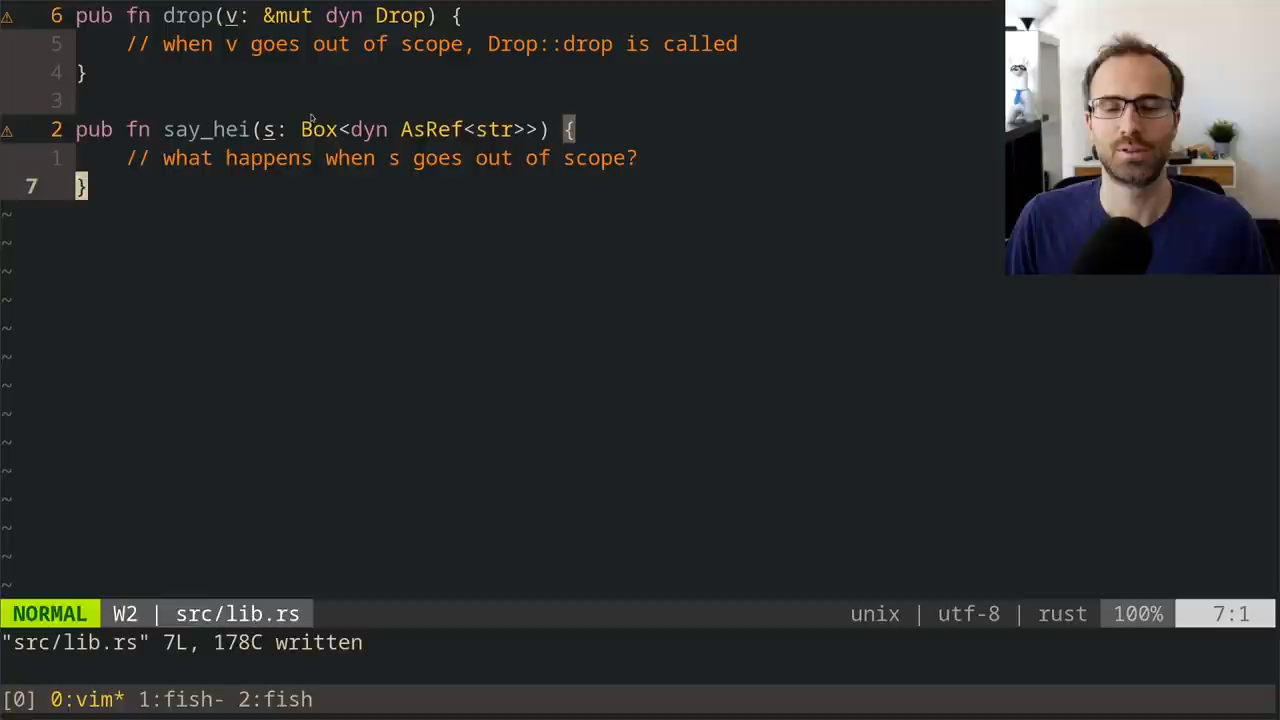 ⚠ 6 pub fn drop(v: &mut dyn Drop) {
5 // when v goes out of scope, Drop::drop is called
4 }
3
⚠ 2 pub fn say_hei(s: Box<dyn AsRef<str>>) {
1 // what happens when s goes out of scope?
7 }
~
~
~
~
~
~
~
~
~
~
~
~
~
~
NORMAL W2 | src/lib.rs unix | utf-8 | rust 100% 7:1
"src/lib.rs" 7L, 178C written
[0] 0:vim* 1:fish- 2:fish